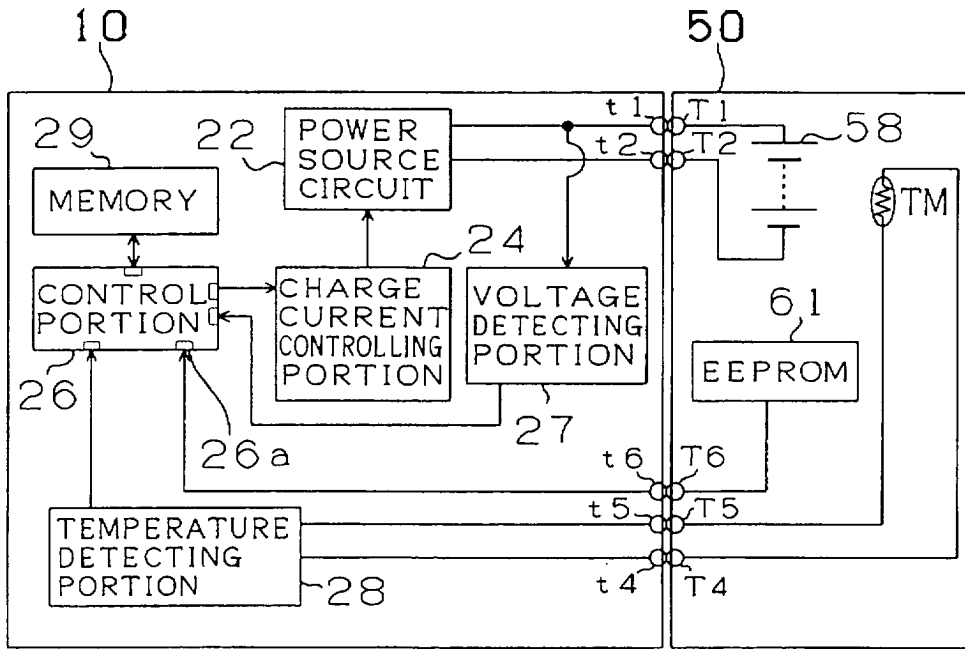 10
50
t1 T1
t2 T2
58
29
22
POWER
SOURCE
CIRCUIT
MEMORY
TM
24
CONTROL
PORTION
CHARGE
CURRENT
CONTROLLING
PORTION
VOLTAGE
DETECTING
PORTION
61
EEPROM
26
26a
27
t6 T6
t5 T5
t4 T4
TEMPERATURE
DETECTING
PORTION
28